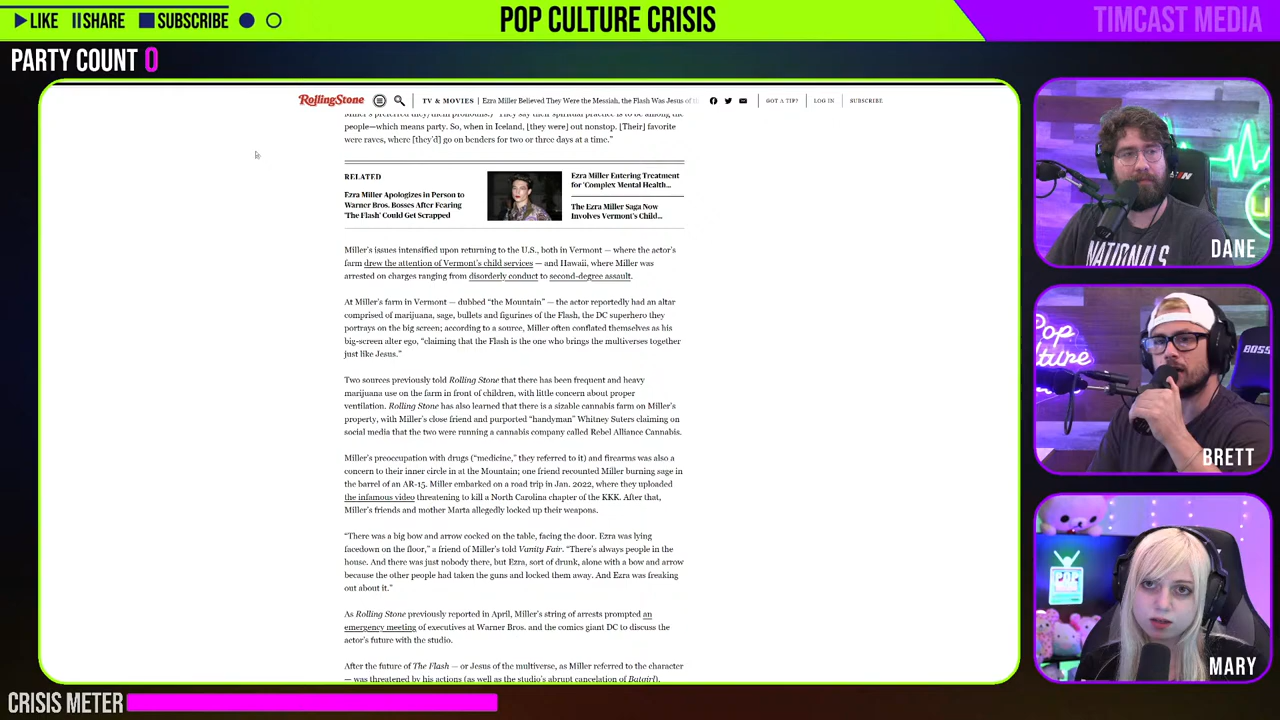 LIKE SHARE SUBSCRIBE
POP CULTURE CRISIS
TIMCAST MEDIA
PARTY COUNT 0
RollingStone
TV & MOVIES
Ezra Miller Believed They Were the Messiah, the Flash Was Jesus of
GOT A TIP?
LOG IN
SUBSCRIBE
Miller's preferred they/them pronouns.) "They say their spiritual practice is to be among the
people—which means party. So, when in Iceland, [they were] out nonstop. [Their] favorite
were raves, where [they'd] go on benders for two or three days at a time."
RELATED
Ezra Miller Apologizes in Person to
Warner Bros. Bosses After Fearing
'The Flash' Could Get Scrapped
Ezra Miller Entering Treatment
for 'Complex Mental Health...
The Ezra Miller Saga Now
Involves Vermont's Child...
Miller's issues intensified upon returning to the U.S., both in Vermont — where the actor's
farm drew the attention of Vermont's child services — and Hawaii, where Miller was
arrested on charges ranging from disorderly conduct to second-degree assault.
At Miller's farm in Vermont — dubbed "the Mountain" — the actor reportedly had an altar
comprised of marijuana, sage, bullets and figurines of the Flash, the DC superhero they
portrays on the big screen; according to a source, Miller often conflated themselves as his
big-screen alter ego, "claiming that the Flash is the one who brings the multiverses together
just like Jesus."
Two sources previously told Rolling Stone that there has been frequent and heavy
marijuana use on the farm in front of children, with little concern about proper
ventilation. Rolling Stone has also learned that there is a sizable cannabis farm on Miller's
property, with Miller's close friend and purported "handyman" Whitney Suters claiming on
social media that the two were running a cannabis company called Rebel Alliance Cannabis.
Miller's preoccupation with drugs ("medicine," they referred to it) and firearms was also a
concern to their inner circle in at the Mountain; one friend recounted Miller burning sage in
the barrel of an AR-15. Miller embarked on a road trip in Jan. 2022, where they uploaded
the infamous video threatening to kill a North Carolina chapter of the KKK. After that,
Miller's friends and mother Marta allegedly locked up their weapons.
"There was a big bow and arrow cocked on the table, facing the door. Ezra was lying
facedown on the floor," a friend of Miller's told Vanity Fair. "There's always people in the
house. And there was just nobody there, but Ezra, sort of drunk, alone with a bow and arrow
because the other people had taken the guns and locked them away. And Ezra was freaking
out about it."
As Rolling Stone previously reported in April, Miller's string of arrests prompted an
emergency meeting of executives at Warner Bros. and the comics giant DC to discuss the
actor's future with the studio.
After the future of The Flash — or Jesus of the multiverse, as Miller referred to the character
— was threatened by his actions (as well as the studio's abrupt cancelation of Batgirl),
NATIONALS
DANE
Pop
Culture
BOSS
BRETT
MARY
CRISIS METER